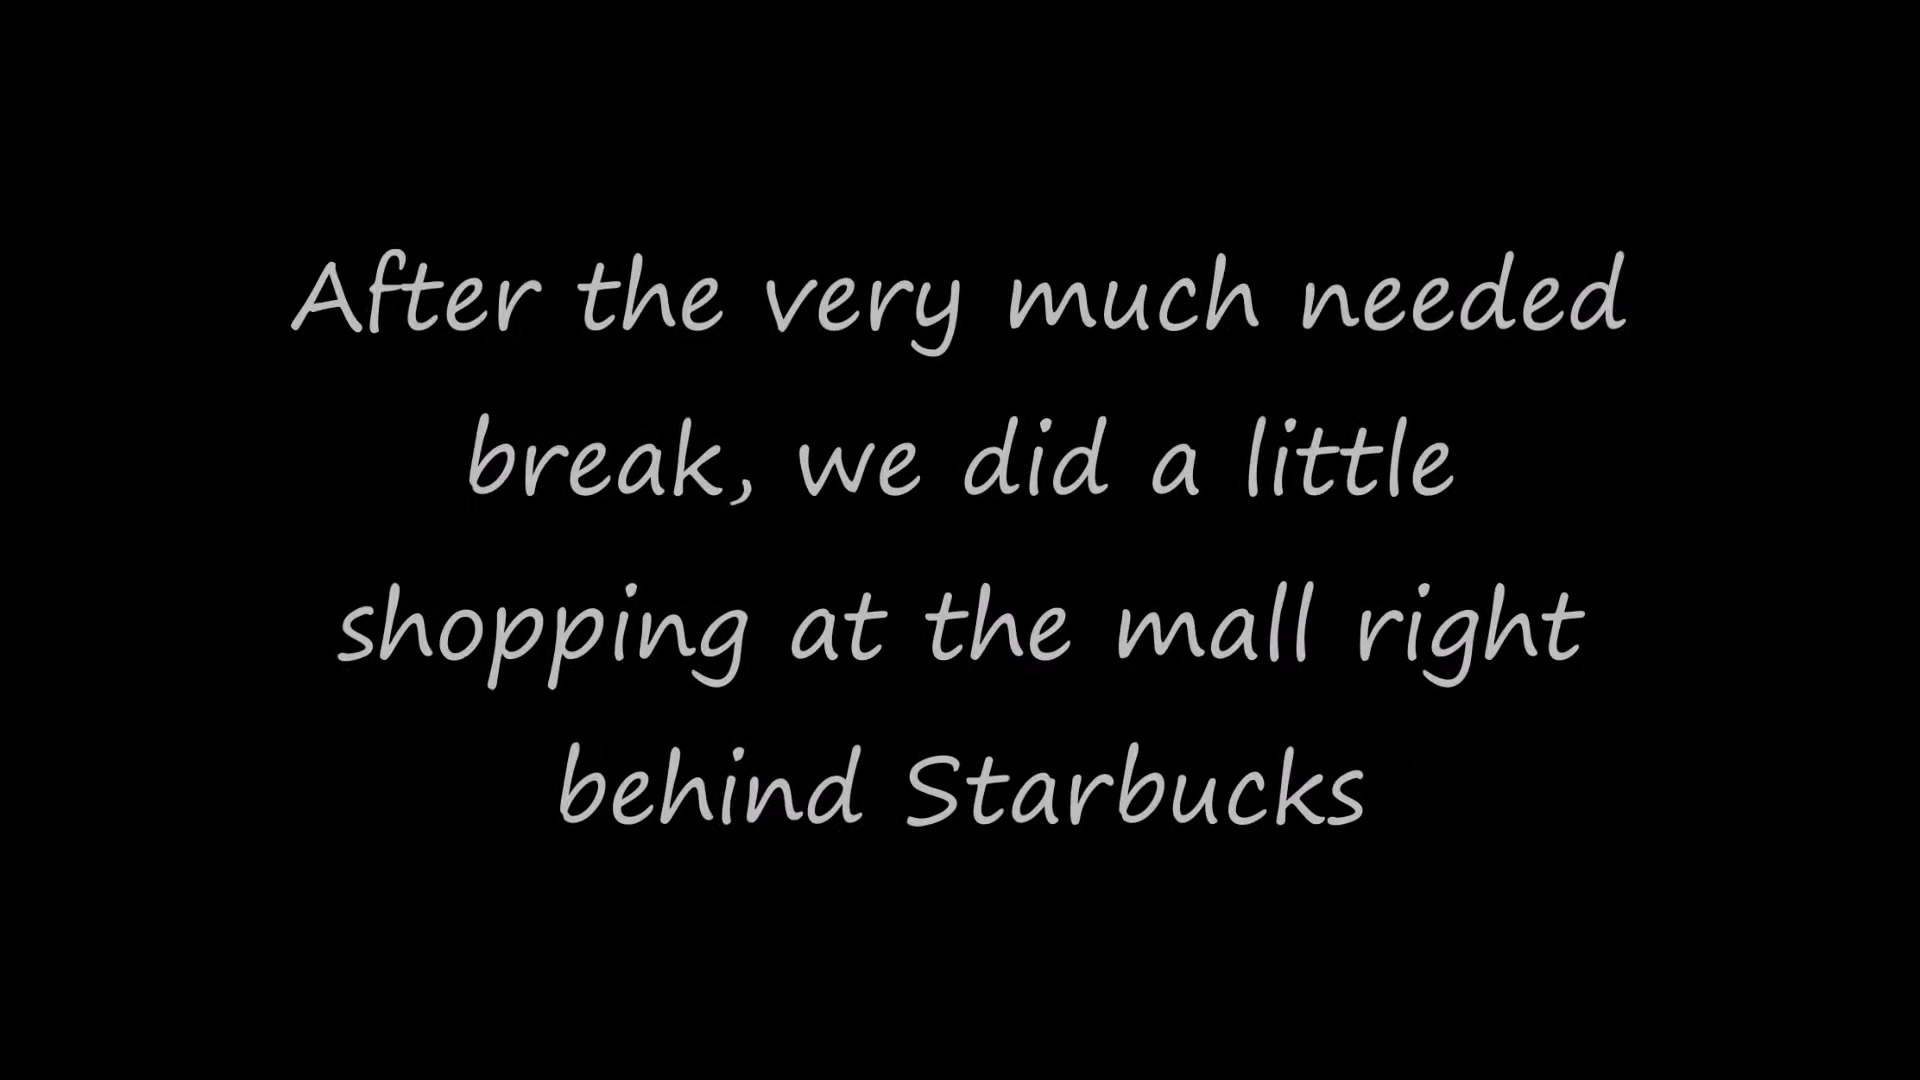 After the very much needed
break, we did a little
shopping at the mall right
behind Starbucks